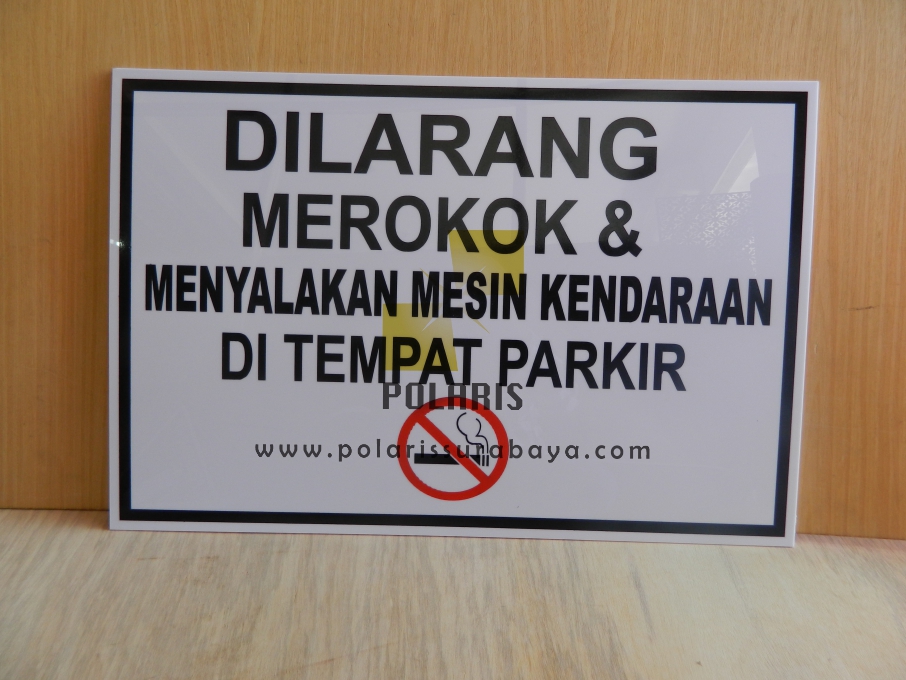 DILARANG
MEROKOK &
MENYALAKAN MESIN KENDARAAN
DI TEMPAT PARKIR
POLARIS
www.polarissurabaya.com